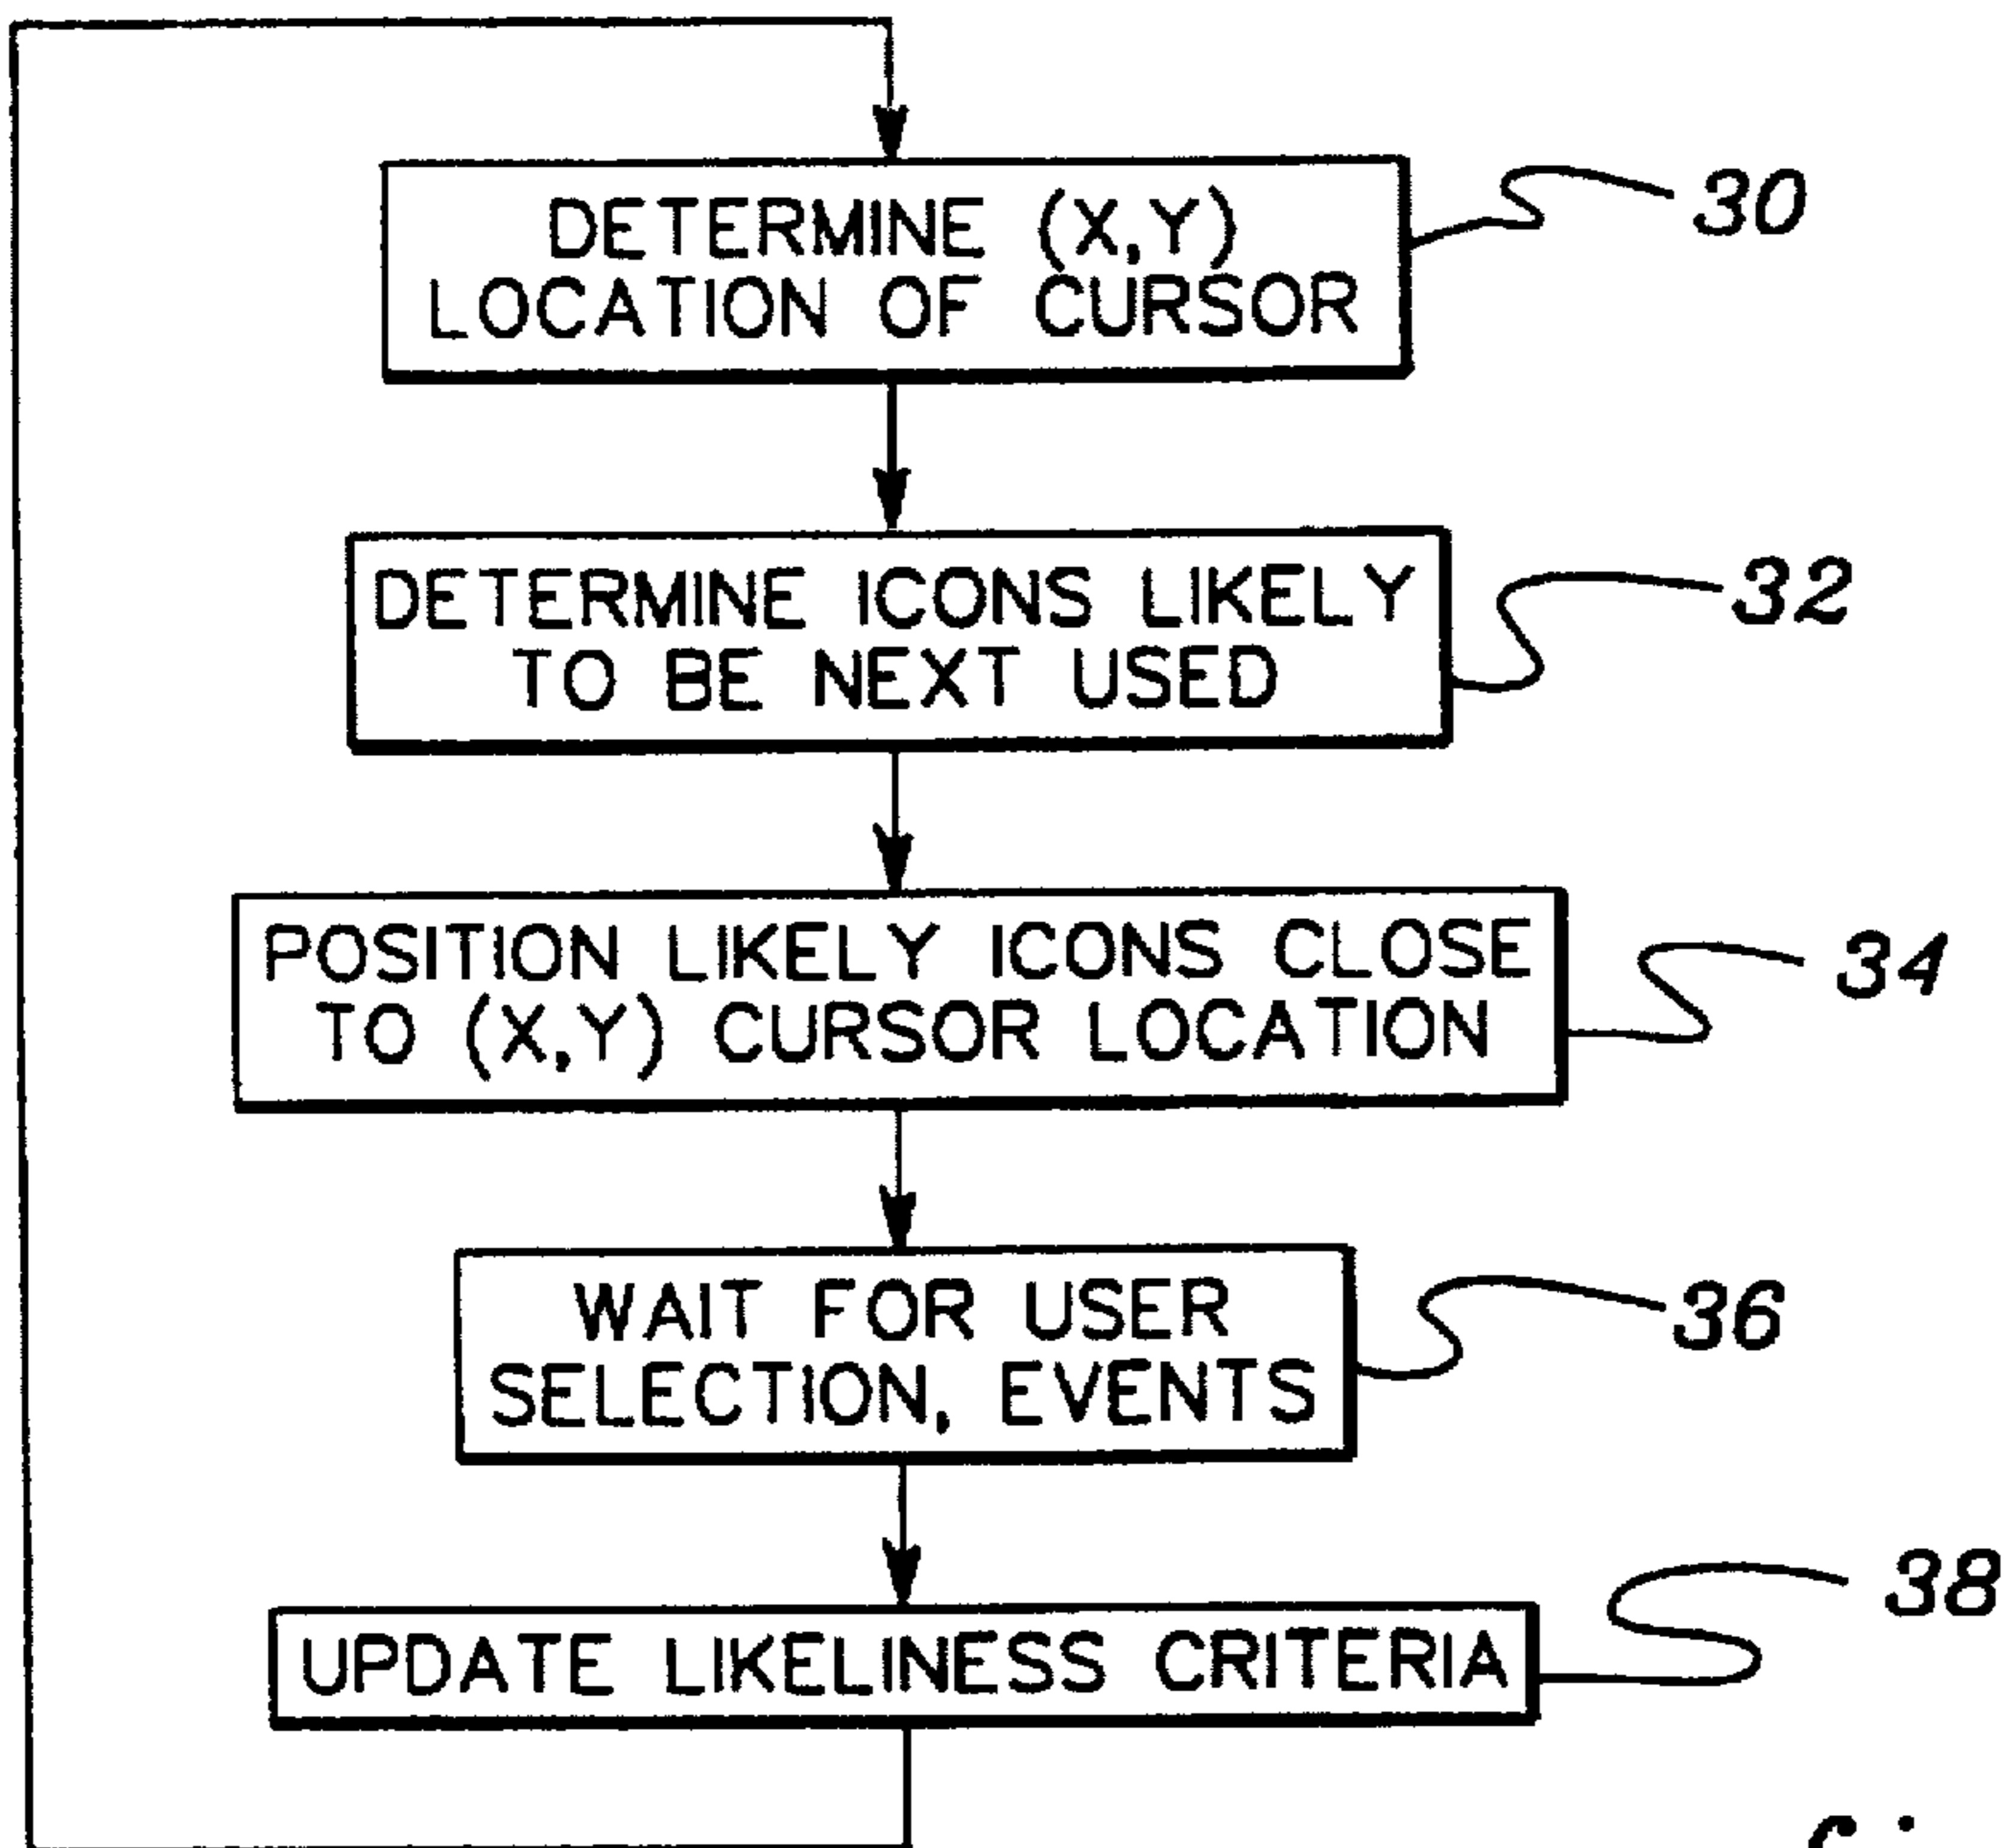 DETERMINE (X,Y)
LOCATION OF CURSOR
30
DETERMINE ICONS LIKELY
TO BE NEXT USED
32
POSITION LIKELY ICONS CLOSE
TO (X,Y) CURSOR LOCATION
34
WAIT FOR USER
SELECTION, EVENTS
36
UPDATE LIKELINESS CRITERIA
38